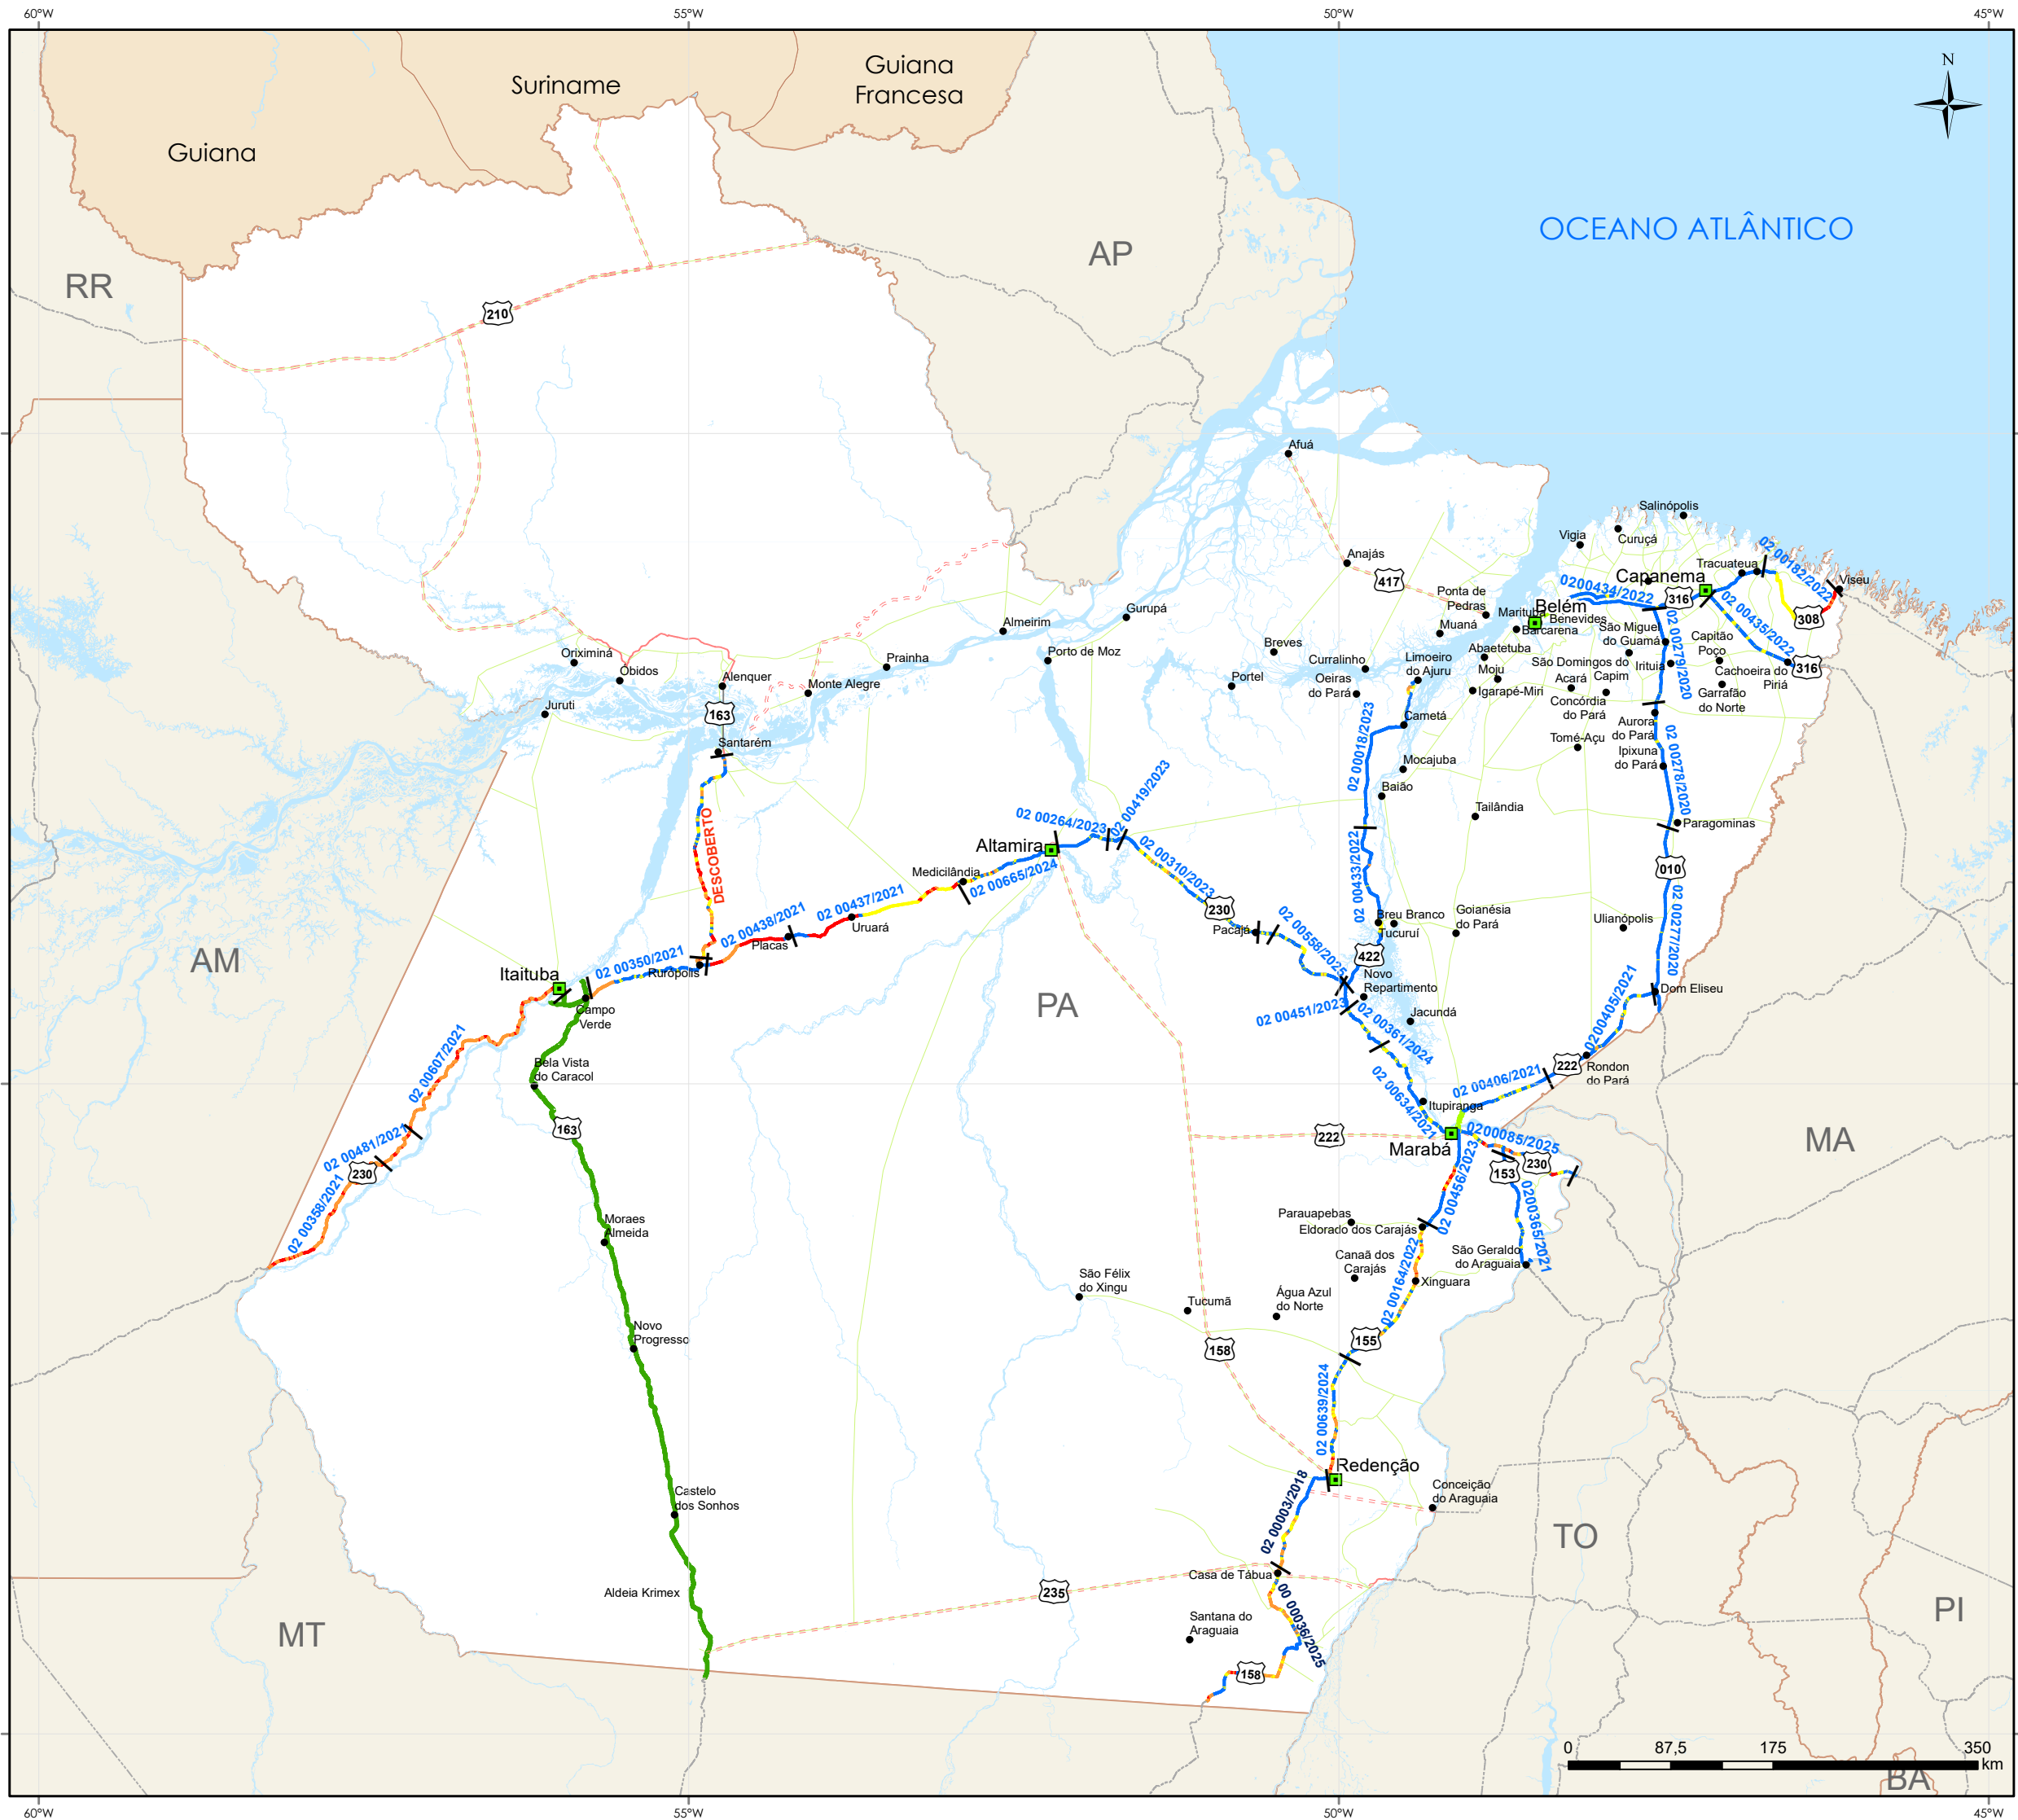 60°W
55°W
50°W
45°W
Suriname
Guiana
Francesa
Guiana
N
OCEANO ATLÂNTICO
AP
RR
210
Afuá
Salinópolis
Curuçá
Vigia
Anajás
417
Tracuateua
02 00182/2022
Viseu
Capanema
0200434/2022
316
308
Ponta de
Pedras
Marituba
Belém
Benevides
Barcarena
Muaná
02 00435/2022
São Miguel
do Guamá
02 00279/2020
Capitão
Poço
316
Gurupá
Almeirim
Breves
Porto de Moz
Portel
Curralinho
Oeiras
do Pará
Limoeiro
do Ajuru
Abaetetuba
Moju
Igarapé-Miri
São Domingos do
Capim
Irituia
Acará
Concórdia
do Pará
Cachoeira do
Piriá
Garrafão
do Norte
Oriximiná
Óbidos
Alenquer
Prainha
Monte Alegre
Juruti
163
Santarém
Cametá
02 00018/2023
Aurora
do Pará
Ipixuna
do Pará
Tomé-Açu
02 00278/2020
Mocajuba
Baião
Tailândia
Paragominas
02 00419/2023
02 00264/2023
Altamira
DESCOBERTO
Medicilândia
02 00665/2024
02 00310/2023
02 00433/2022
010
230
Breu Branco
Tucuruí
Goianésia
do Pará
Ulianópolis
02 00277/2020
02 00437/2021
02 00438/2021
Uruará
Placas
Pacajá
02 00558/2025
422
AM
02 00350/2021
Rurópolis
Itaituba
Campo
Verde
PA
Novo
Repartimento
02 00451/2023
Jacundá
02 00361/2024
Dom Eliseu
0200405/2021
02 00607/2021
Bela Vista
do Caracol
222
Rondon
do Pará
02 00406/2021
02 00634/2021
Itupiranga
163
222
Marabá
0200085/2025
MA
02 00481/2021
230
230
153
02 00358/2021
02 00456/2023
0200365/2021
Moraes
Almeida
Parauapebas
Eldorado dos Carajás
Canaã dos
Carajás
São Geraldo
do Araguaia
São Félix
do Xingu
Tucumã
Água Azul
do Norte
02 00164/2022
Xinguara
Novo
Progresso
158
155
02 00639/2024
Redenção
Castelo
dos Sonhos
Conceição
do Araguaia
02 00003/2018
TO
Casa de Tábua
Aldeia Krimex
235
00 00036/2025
Santana do
Araguaia
MT
PI
158
0
87,5
175
350
km
BA
60°W
55°W
50°W
45°W